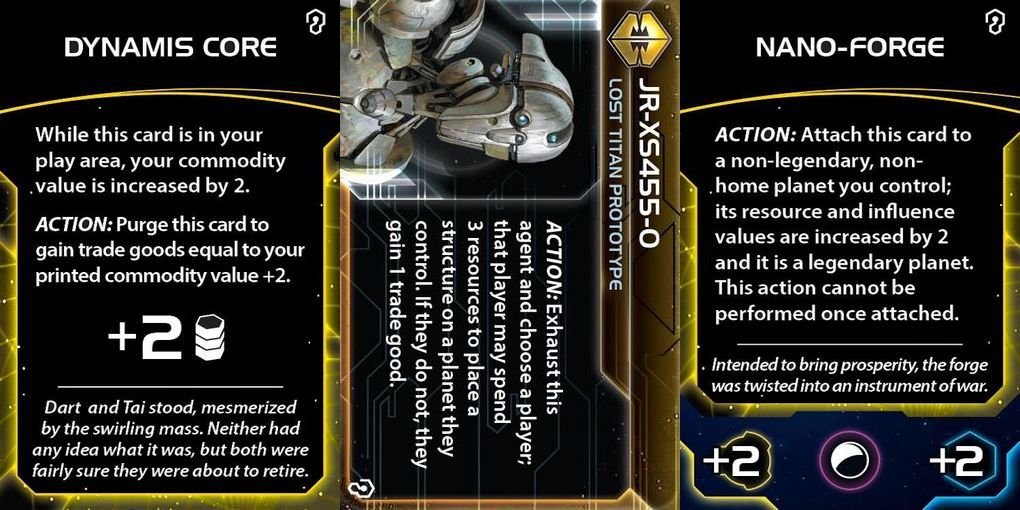 DYNAMIS CORE
While this card is in your
play area, your commodity
value is increased by 2.
ACTION: Purge this card to
gain trade goods equal to your
printed commodity value +2.
+2
Dart and Tai stood, mesmerized
by the swirling mass. Neither had
any idea what it was, but both were
fairly sure they were about to retire.
JR-XS455-O
LOST TITAN PROTOTYPE
ACTION: Exhaust this
agent and choose a player;
that player may spend
3 resources to place a
structure on a planet they
control. If they do not, they
gain 1 trade good.
NANO-FORGE
ACTION: Attach this card to
a non-legendary, non-
home planet you control;
its resource and influence
values are increased by 2
and it is a legendary planet.
This action cannot be
performed once attached.
Intended to bring prosperity, the forge
was twisted into an instrument of war.
+2
+2